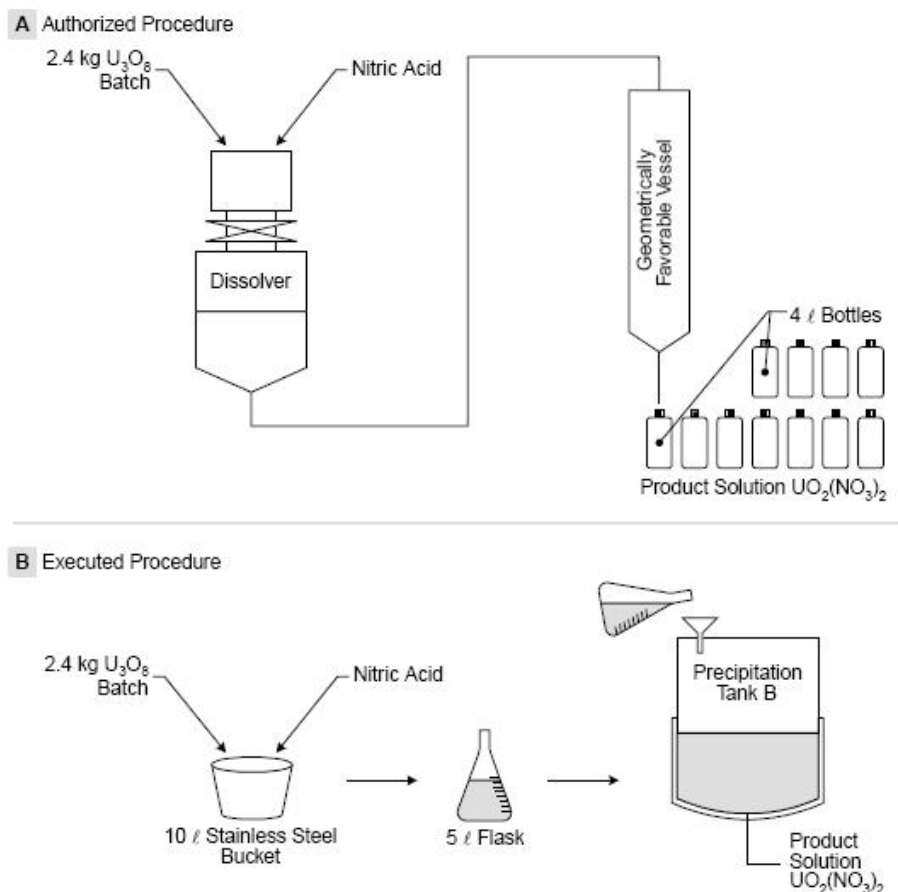 A Authorized Procedure
2.4 kg U₃O₈
Batch
Nitric Acid
Dissolver
Geometrically
Favorable Vessel
4 ℓ Bottles
Product Solution UO₂(NO₃)₂
B Executed Procedure
2.4 kg U₃O₈
Batch
Nitric Acid
10 ℓ Stainless Steel
Bucket
5 ℓ Flask
Precipitation
Tank B
Product
Solution
UO₂(NO₃)₂